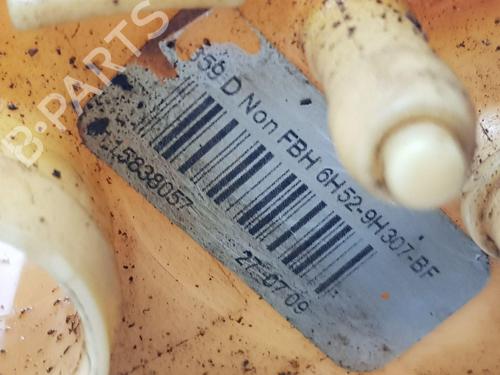 B-PARTS
359 D Non FBH 6H52-9H307-BF
15838057
27 07 09